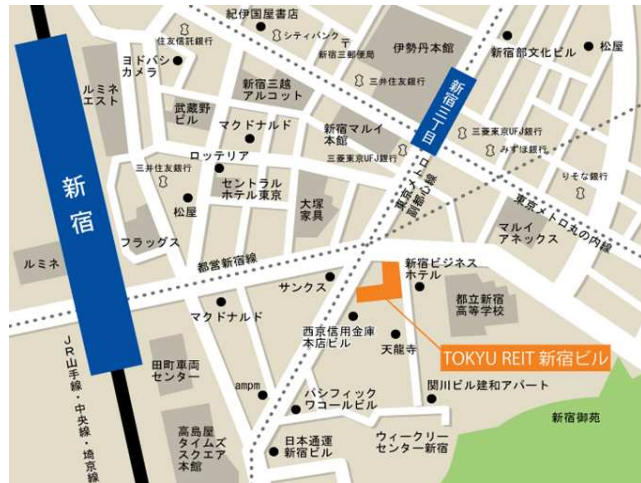 紀伊国屋書店
住友信託銀行
シティバンク
新宿三郵便局
伊勢丹本館
新宿部文化ビル
松屋
ヨドバシ
カメラ
ルミネ
エスト
新宿三越
アルコット
三井住友銀行
新宿三丁目
武蔵野
ビル
マクドナルド
新宿マルイ
本館
三菱東京UFJ銀行
三菱東京UFJ銀行
みずほ銀行
ロッテリア
三井住友銀行
りそな銀行
新宿
松屋
セントラル
ホテル東京
大塚
家具
東京メトロ
副都心線
東京メトロ丸の内線
フラッグス
マルイ
アネックス
ルミネ
都営新宿線
サンクス
新宿ビジネス
ホテル
都立新宿
高等学校
マクドナルド
西京信用金庫
本店ビル
天龍寺
TOKYU REIT 新宿ビル
JR山手線・中央線・埼京線
田町車両
センター
ampm
パシフィック
ワコールビル
関川ビル建和アパート
新宿御苑
高島屋
タイムズ
スクエア
本館
日本通運
新宿ビル
ウィークリー
センター新宿